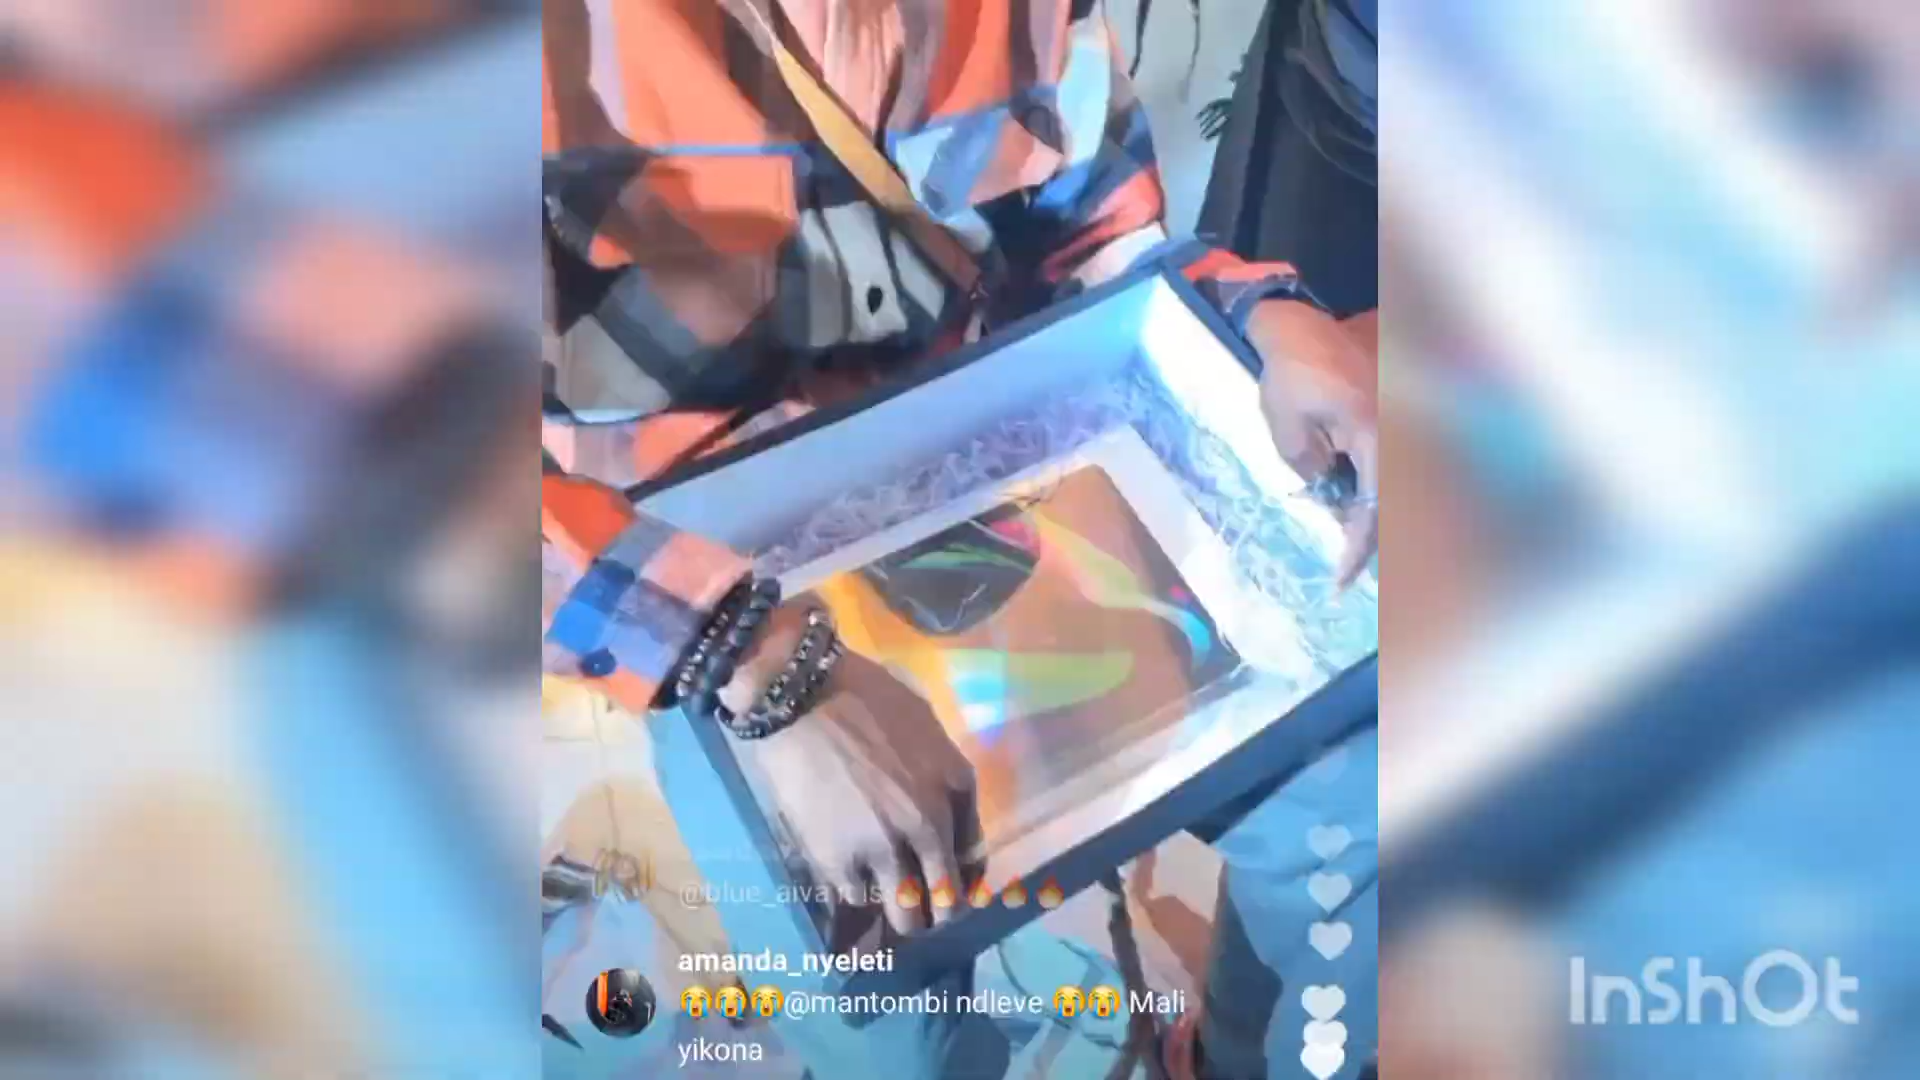 @blue_aiva it is 🔥🔥🔥🔥🔥
amanda_nyeleti
😭😭😭@mantombi ndleve 😭😭 Mali
yikona
InShOt